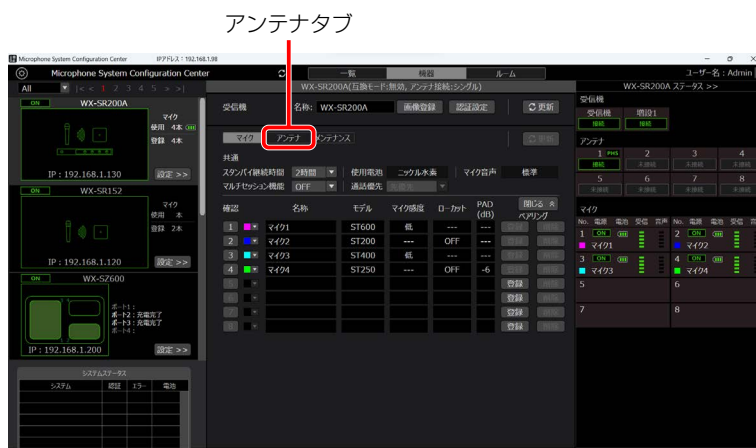 アンテナタブ
Microphone System Configuration Center IPアドレス：192.168.1.98
Microphone System Configuration Center 一覧 機器 ルーム ユーザー名：Admin
All |<< 1 2 3 4 5 >>|
WX-SR200A(互換モード:無効, アンテナ接続:シングル)
WX-SR200A ステータス >>
ON WX-SR200A
マイク
使用 4本
登録 4本
IP：192.168.1.130 設定 >>
WX-SR152
マイク
使用 本
登録 2本
IP：192.168.1.120 設定 >>
ON WX-SZ600
ポート1：
ポート2：充電完了
ポート3：充電完了
ポート4：
IP：192.168.1.200 設定 >>
システムステータス
システム 認証 エラー 電池
受信機 名称: WX-SR200A 画像登録 認証設定 更新
マイク アンテナ メンテナンス 更新
共通
スタンバイ継続時間 2時間 使用電池 ニッケル水素 マイク音声 標準
マルチセッション機能 OFF 通話優先 未優先
確認 名称 モデル マイク感度 ローカット PAD (dB) 閉じる ペアリング
1 マイク1 ST600 低 --- --- 登録 削除
2 マイク2 ST200 --- OFF --- 登録 削除
3 マイク3 ST400 低 --- --- 登録 削除
4 マイク4 ST250 --- OFF -6 登録 削除
5 登録 削除
6 登録 削除
7 登録 削除
8 登録 削除
受信機
受信機 増設1
接続 接続
アンテナ
1 PHS 2 3 4
接続 未接続 未接続 未接続
5 6 7 8
未接続 未接続 未接続 未接続
マイク
No. 電源 電池 受信 音声 No. 電源 電池 受信
1 ON 2 ON
マイク1 マイク2
3 ON 4 ON
マイク3 マイク4
5 6
7 8